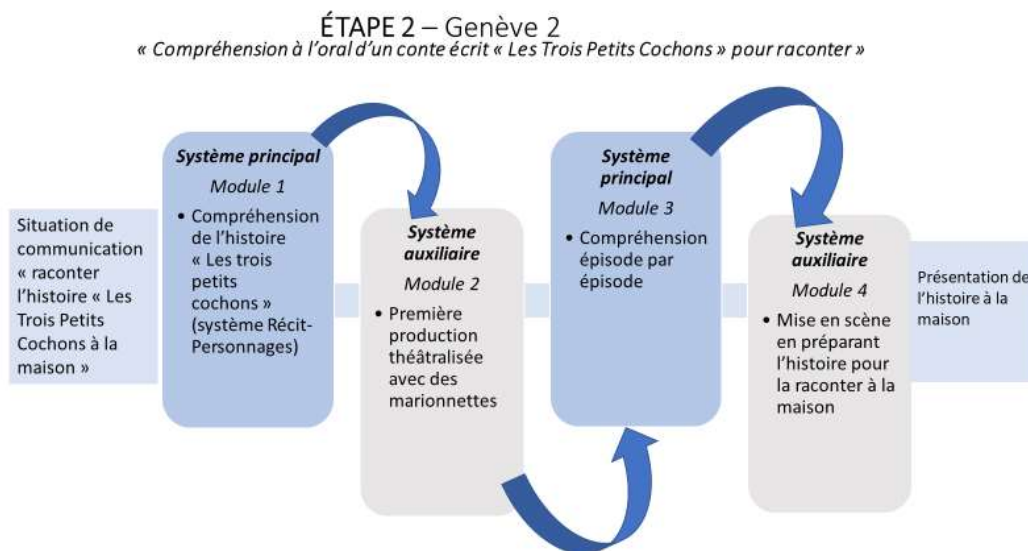 ÉTAPE 2 – Genève 2
« Compréhension à l’oral d’un conte écrit « Les Trois Petits Cochons » pour raconter »
Situation de
communication
« raconter
l’histoire « Les
Trois Petits
Cochons à la
maison »
Système principal
Module 1
• Compréhension
de l’histoire
« Les trois
petits
cochons »
(système Récit-
Personnages)
Système
auxiliaire
Module 2
• Première
production
théâtralisée
avec des
marionnettes
Système
principal
Module 3
• Compréhension
épisode par
épisode
Système
auxiliaire
Module 4
• Mise en scène
en préparant
l’histoire pour
la raconter à la
maison
Présentation de
l’histoire à la
maison